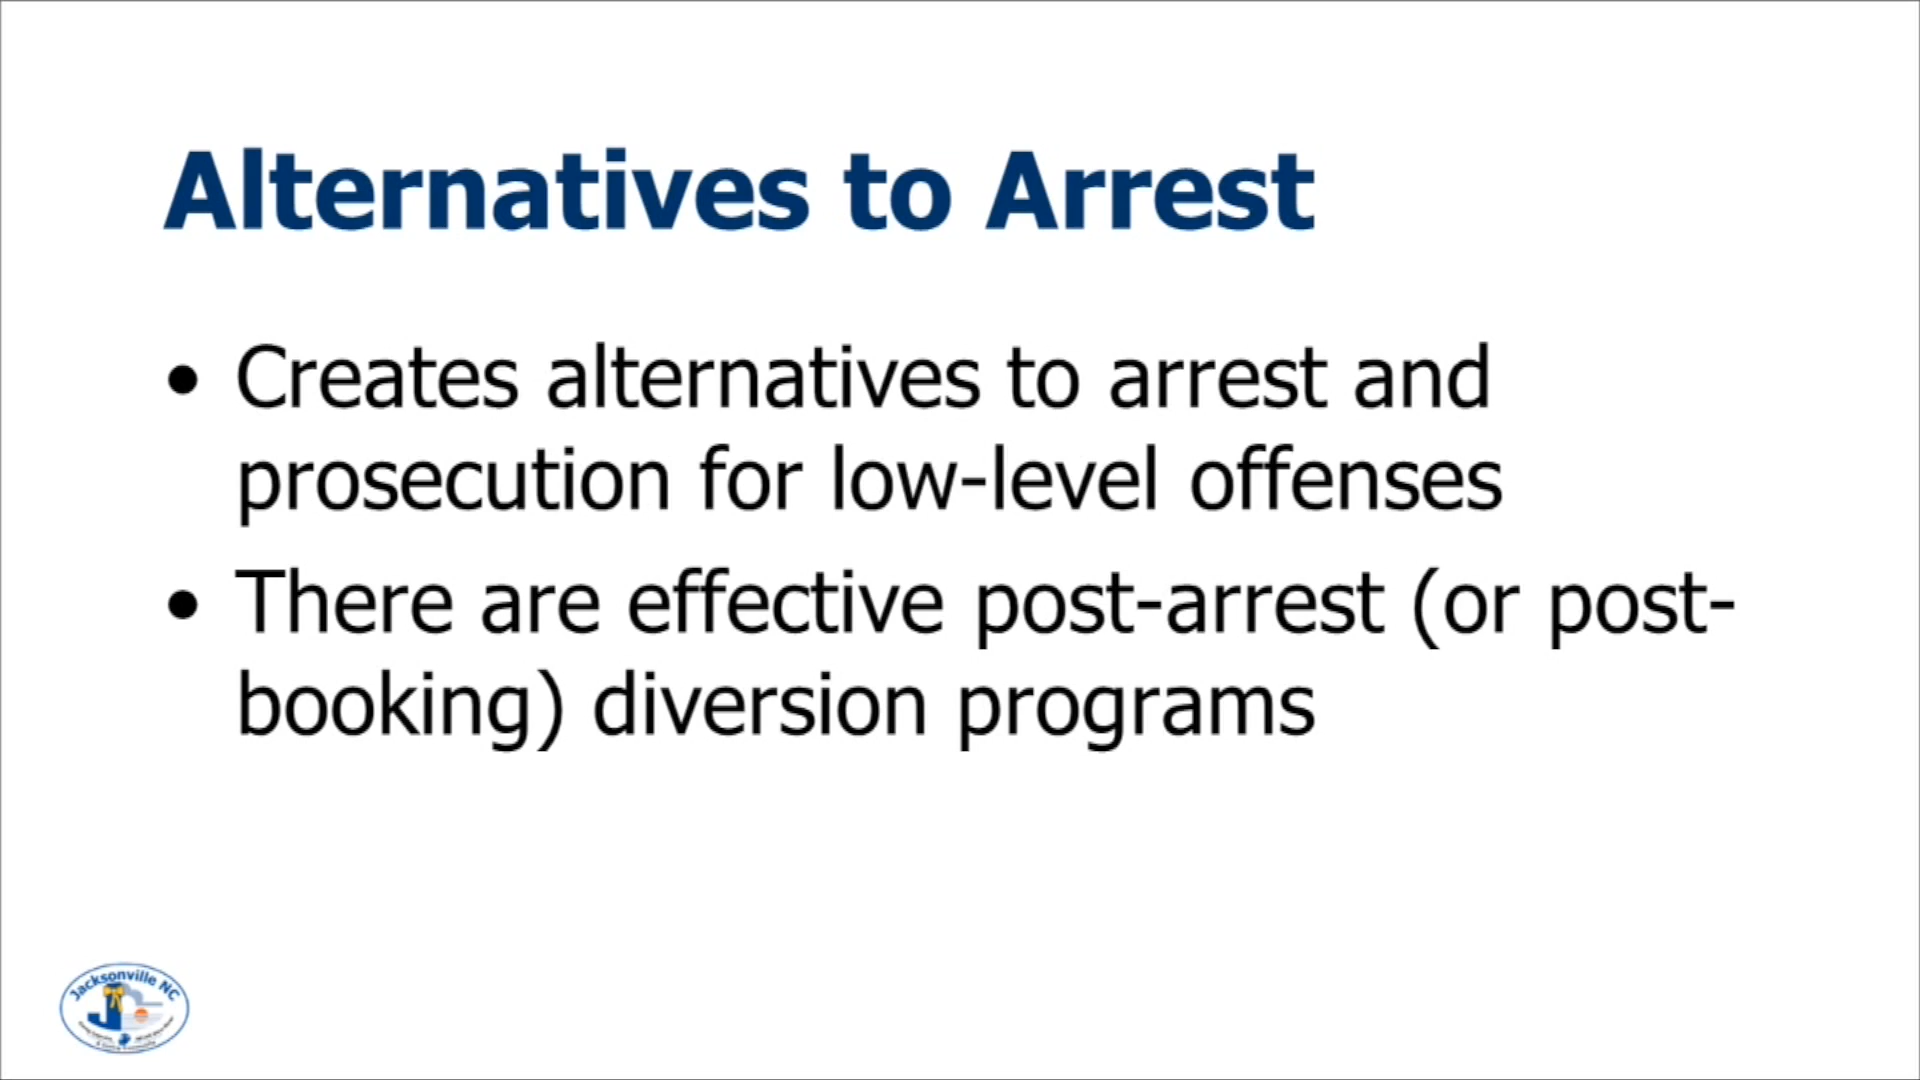 Alternatives to Arrest
• Creates alternatives to arrest and
prosecution for low-level offenses
• There are effective post-arrest (or post-
booking) diversion programs
Jacksonville NC